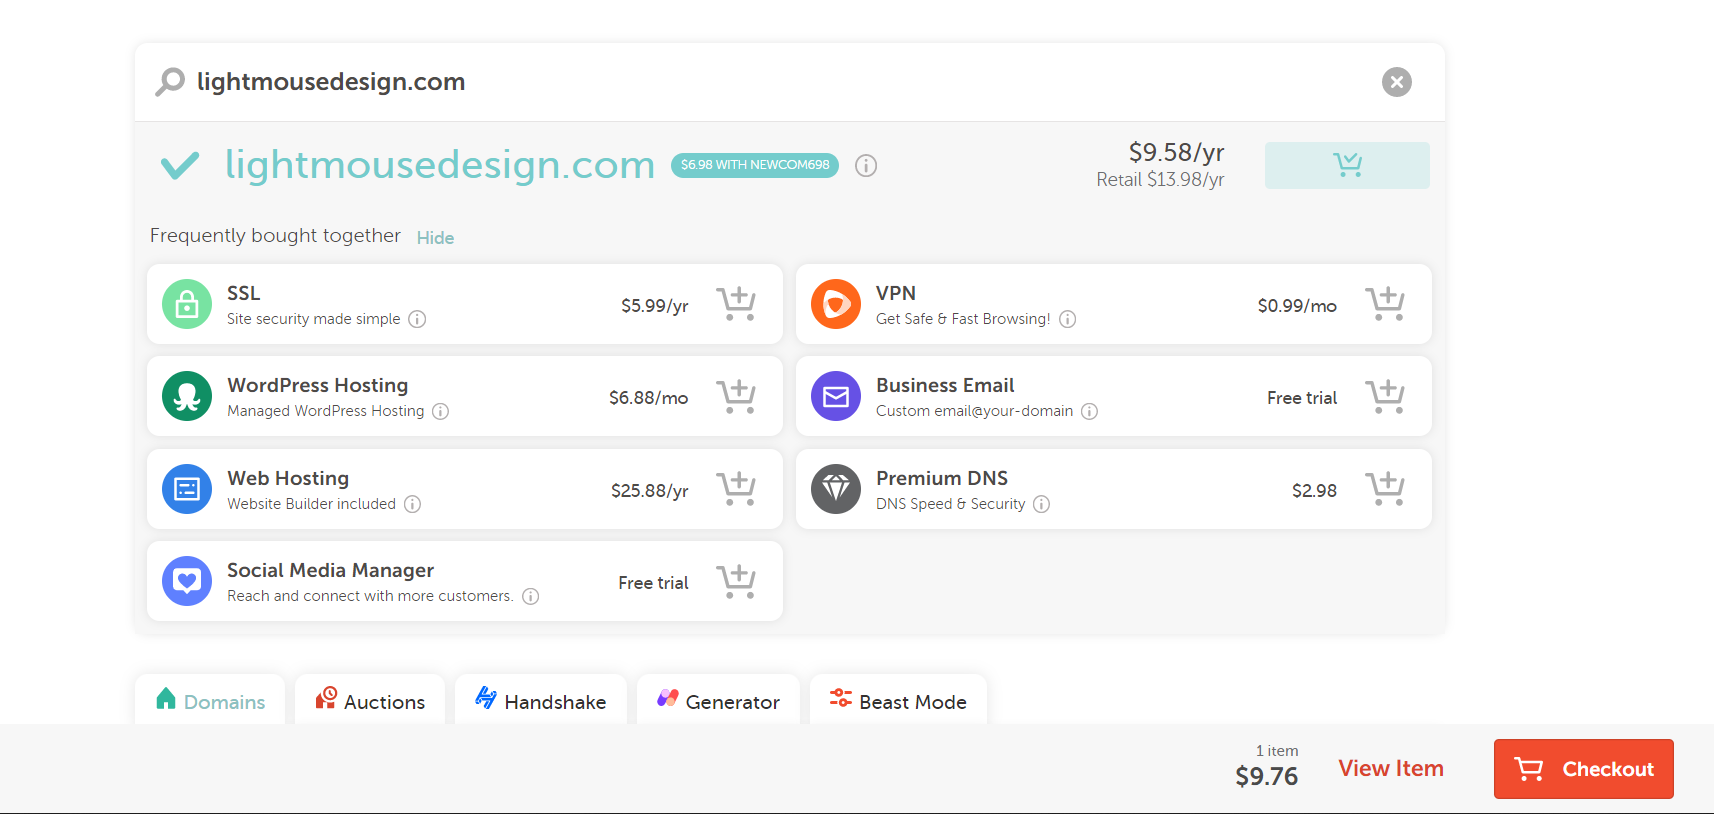 lightmousedesign.com
lightmousedesign.com $6.98 WITH NEWCOM698 $9.58/yr
Retail $13.98/yr
Frequently bought together Hide
SSL
Site security made simple
$5.99/yr
VPN
Get Safe & Fast Browsing!
$0.99/mo
WordPress Hosting
Managed WordPress Hosting
$6.88/mo
Business Email
Custom email@your-domain
Free trial
Web Hosting
Website Builder included
$25.88/yr
Premium DNS
DNS Speed & Security
$2.98
Social Media Manager
Reach and connect with more customers.
Free trial
Domains Auctions Handshake Generator Beast Mode
1 item
$9.76
View Item
Checkout